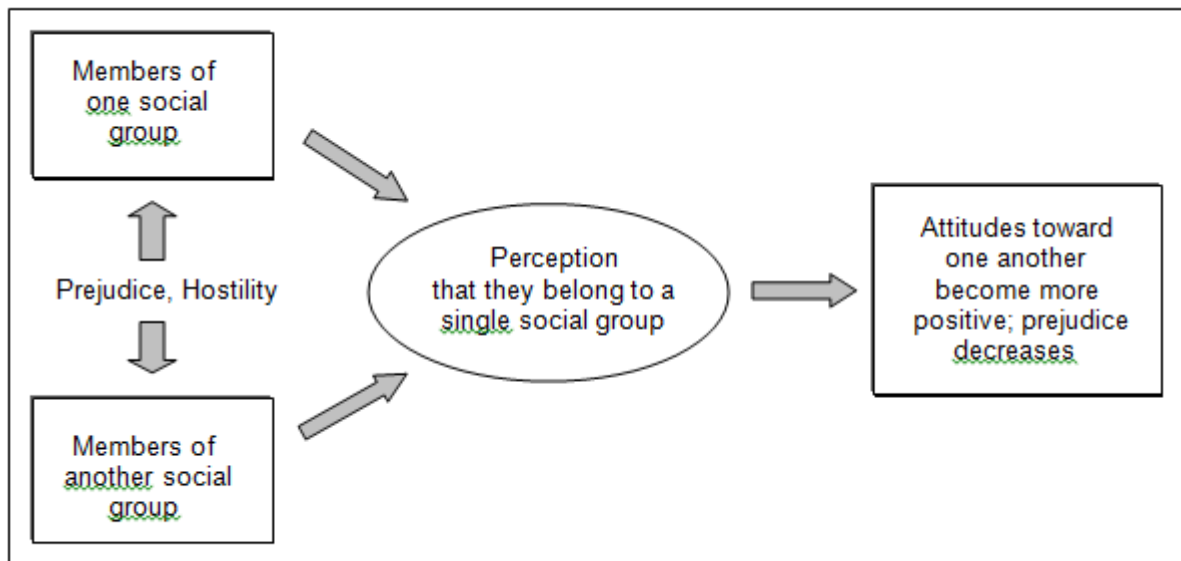 Members of
one social
group
Prejudice, Hostility
Members of
another social
group
Perception
that they belong to a
single social group
Attitudes toward
one another
become more
positive; prejudice
decreases